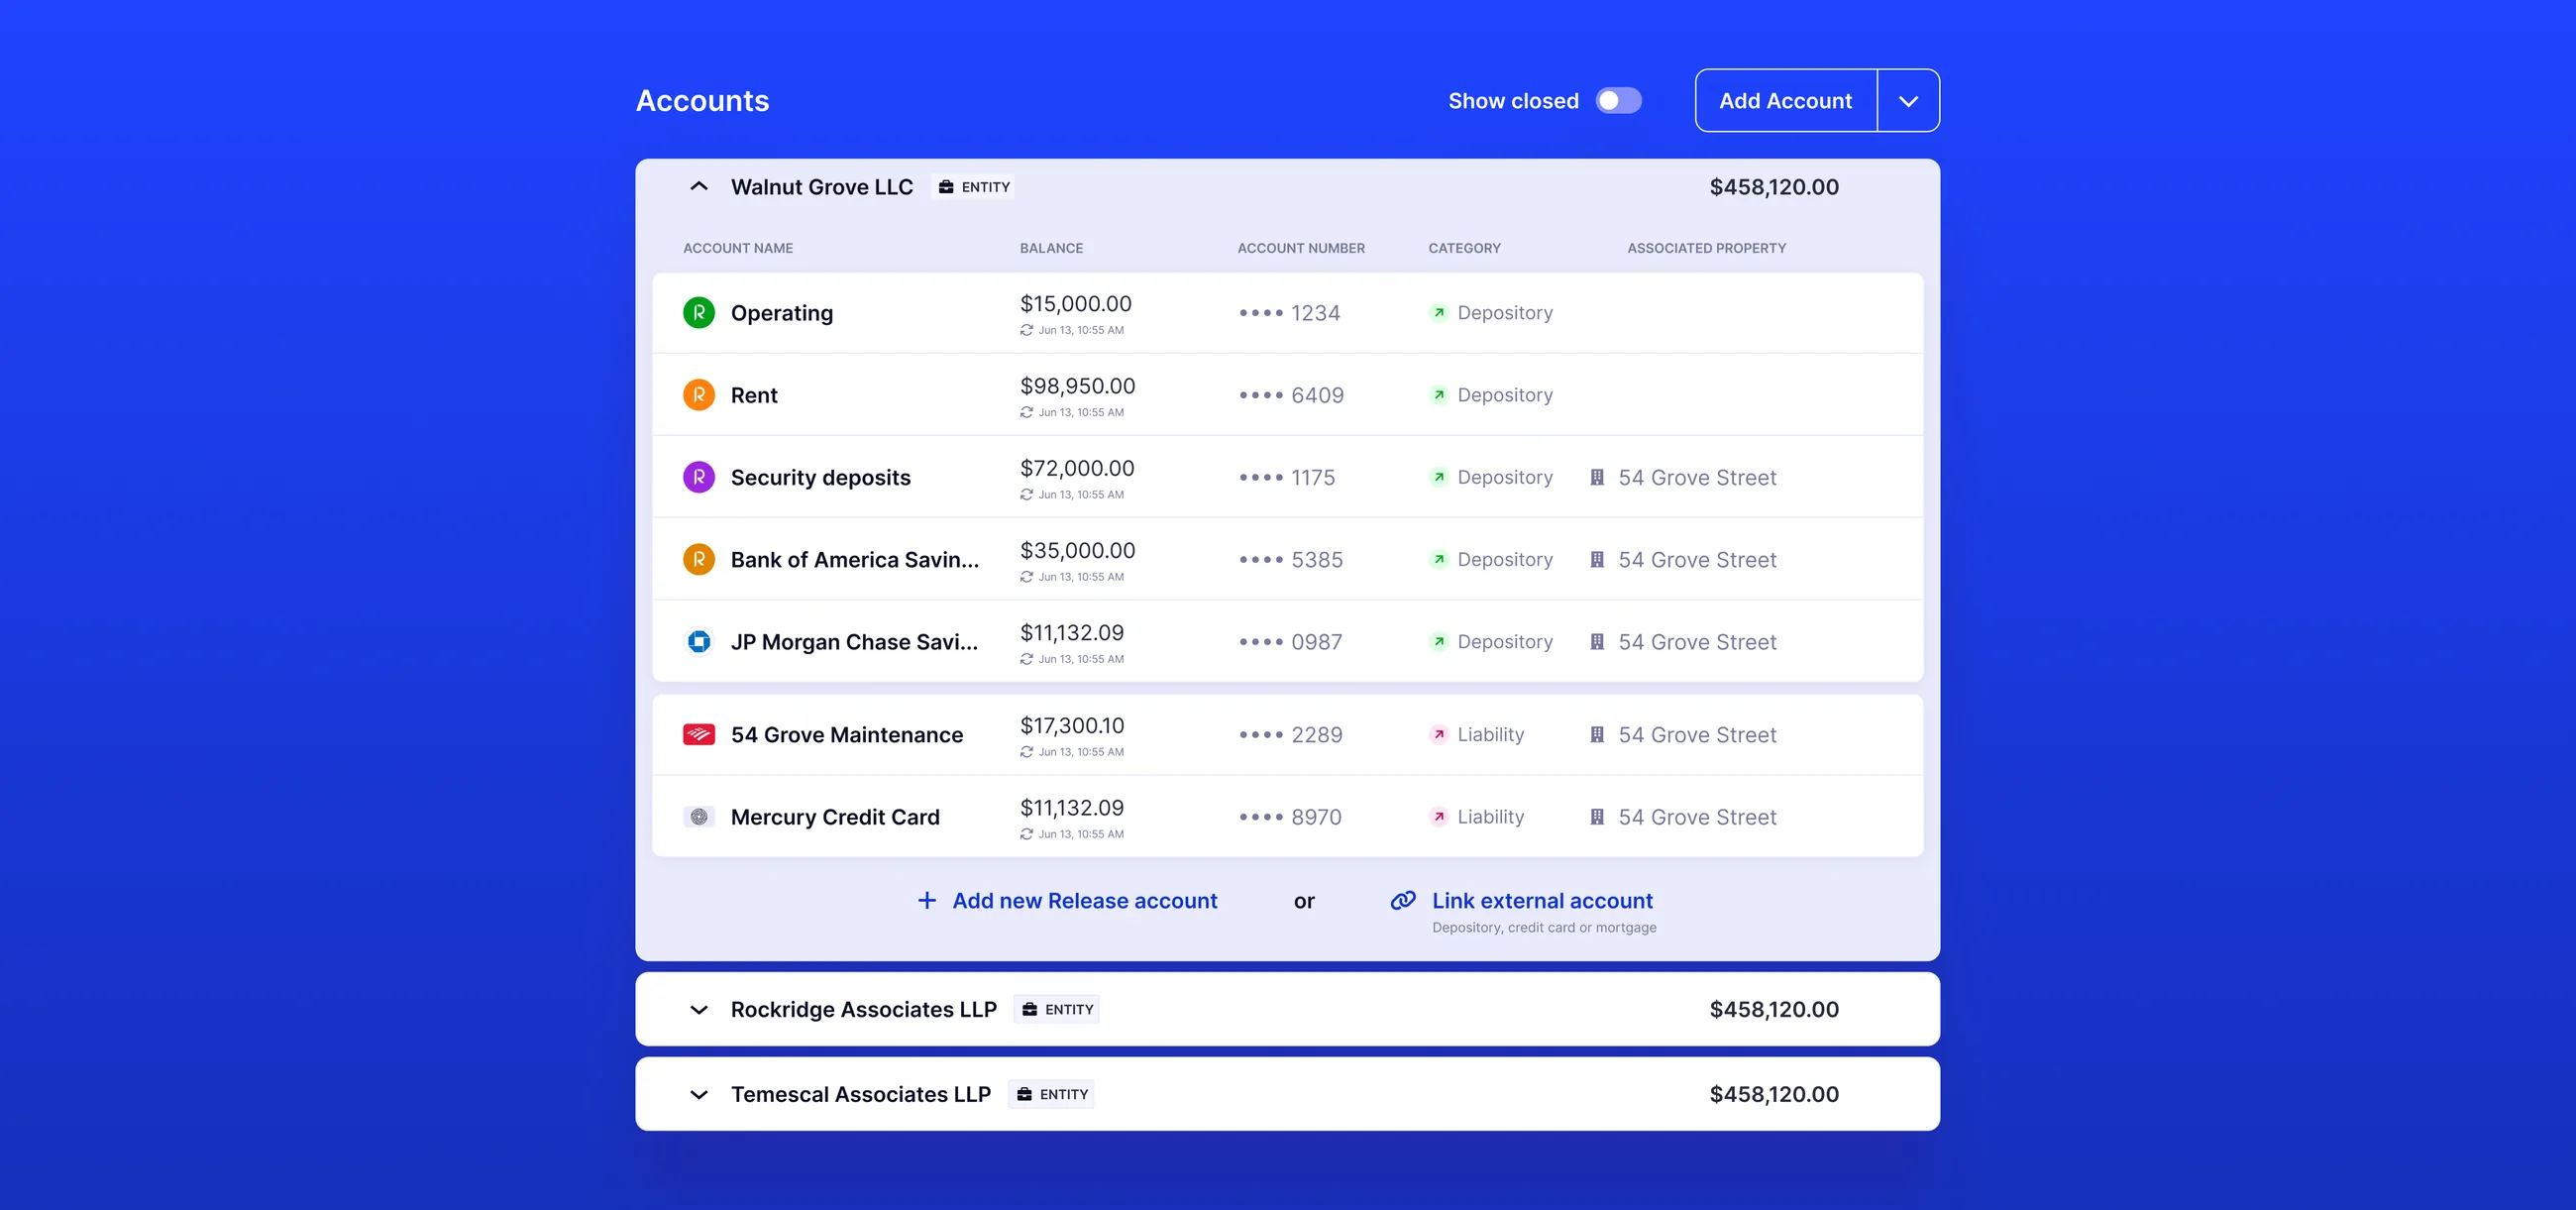 Accounts
Show closed
Add Account
Walnut Grove LLC ENTITY $458,120.00
ACCOUNT NAME BALANCE ACCOUNT NUMBER CATEGORY ASSOCIATED PROPERTY
Operating $15,000.00 •••• 1234 Depository
Jun 13, 10:55 AM
Rent $98,950.00 •••• 6409 Depository
Jun 13, 10:55 AM
Security deposits $72,000.00 •••• 1175 Depository 54 Grove Street
Jun 13, 10:55 AM
Bank of America Savin... $35,000.00 •••• 5385 Depository 54 Grove Street
Jun 13, 10:55 AM
JP Morgan Chase Savi... $11,132.09 •••• 0987 Depository 54 Grove Street
Jun 13, 10:55 AM
54 Grove Maintenance $17,300.10 •••• 2289 Liability 54 Grove Street
Jun 13, 10:55 AM
Mercury Credit Card $11,132.09 •••• 8970 Liability 54 Grove Street
Jun 13, 10:55 AM
Add new Release account or Link external account
Depository, credit card or mortgage
Rockridge Associates LLP ENTITY $458,120.00
Temescal Associates LLP ENTITY $458,120.00